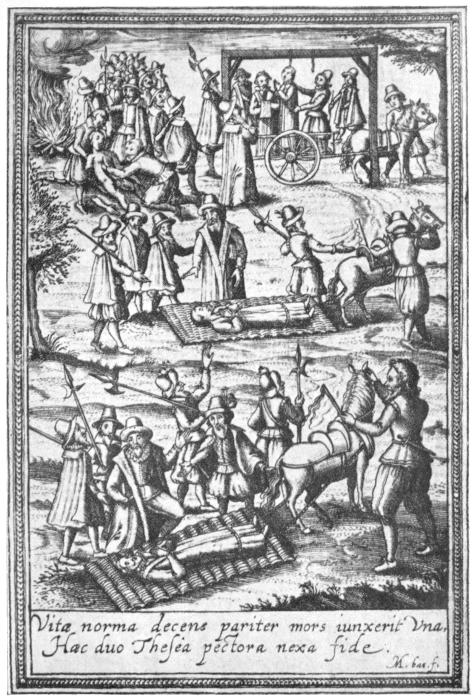 Vitæ norma decens pariter mors iunxerit Vna,
Hac duo Thesea pectora nexa fide.
M. bas. f.